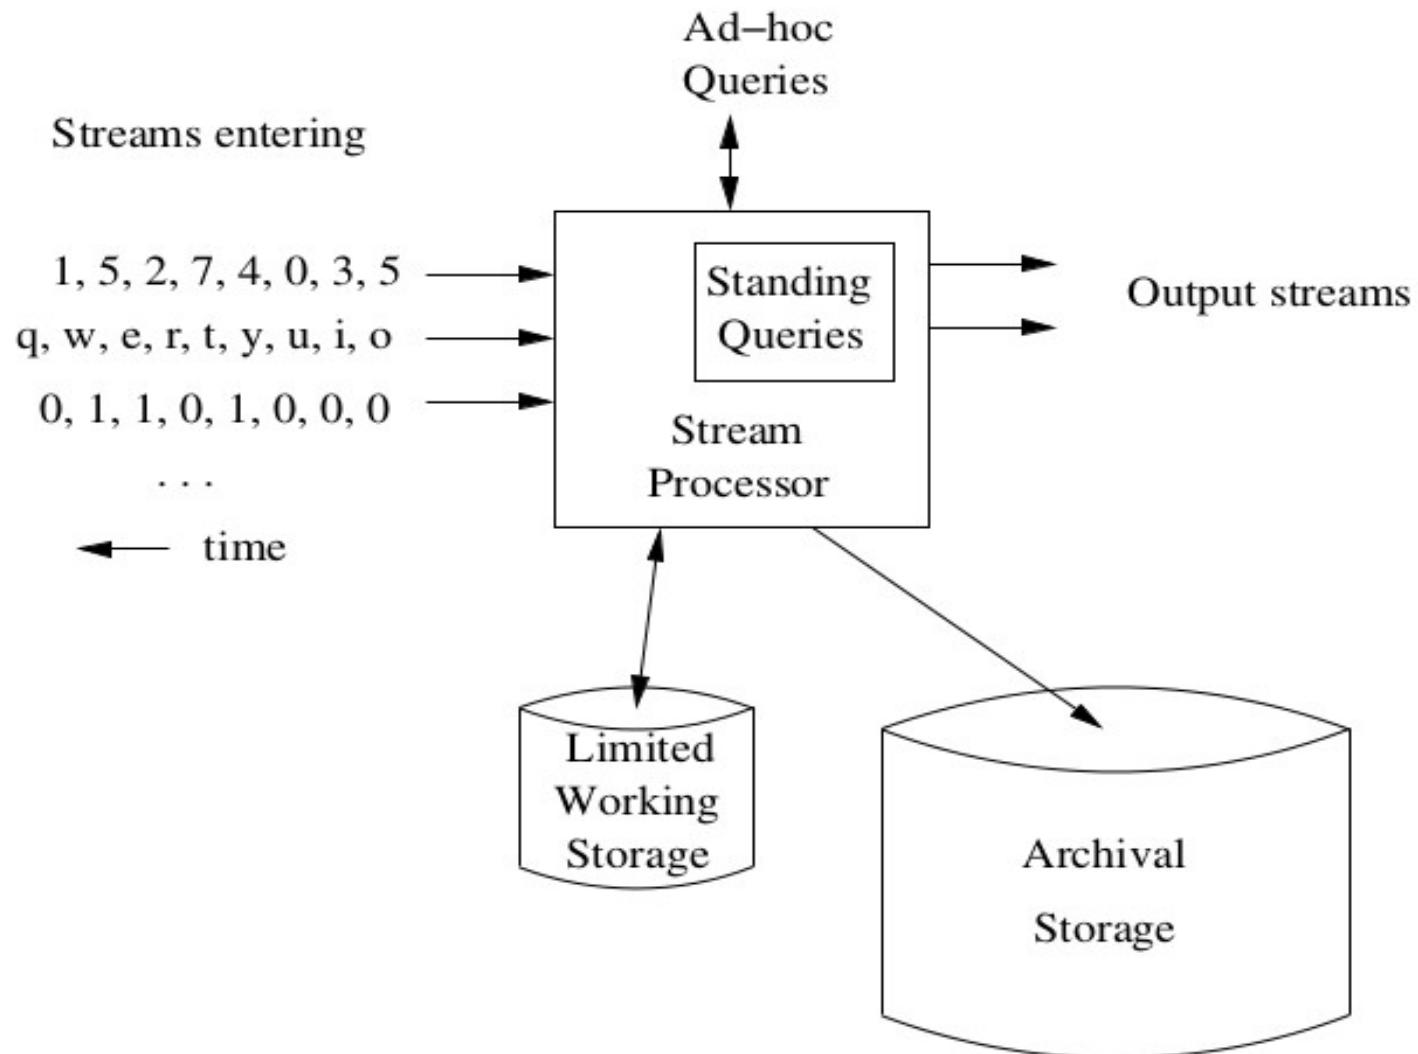 Ad−hoc
Queries
Streams entering
1, 5, 2, 7, 4, 0, 3, 5
q, w, e, r, t, y, u, i, o
0, 1, 1, 0, 1, 0, 0, 0
. . .
time
Standing
Queries
Stream
Processor
Output streams
Limited
Working
Storage
Archival
Storage